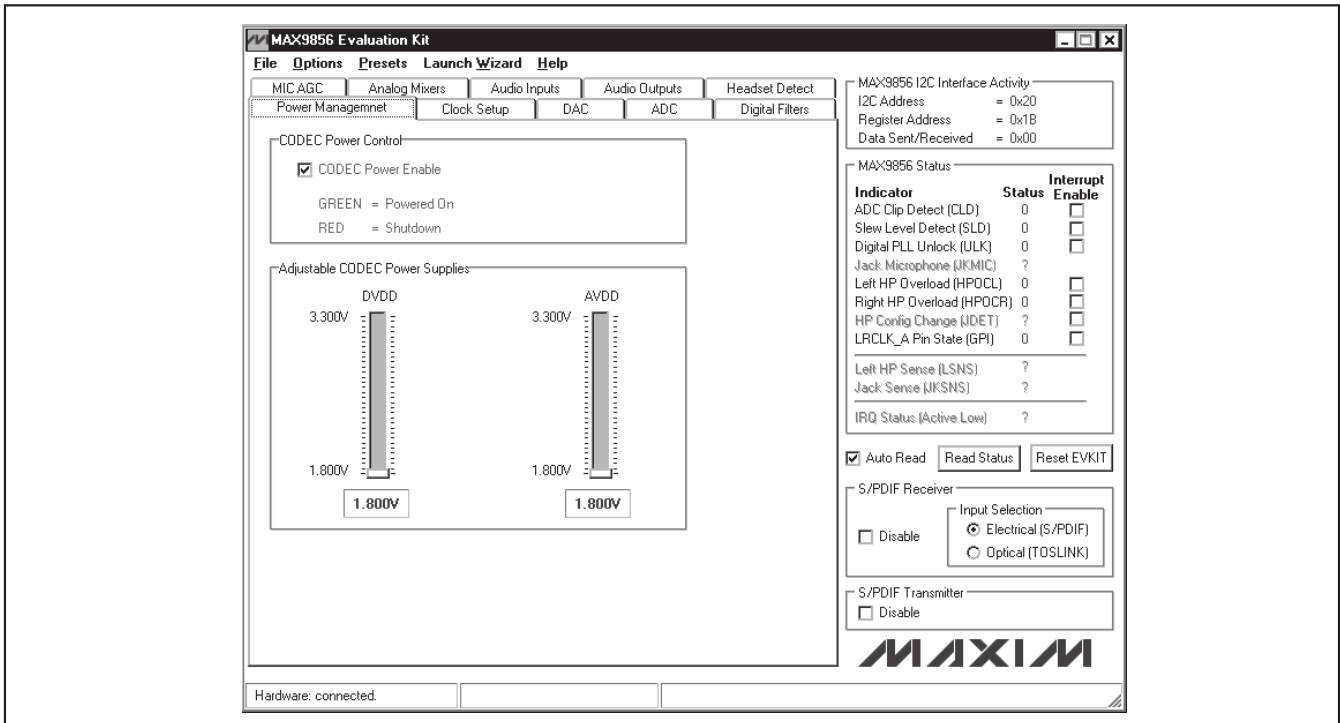 MAX9856 Evaluation Kit
File Options Presets Launch Wizard Help
MIC AGC Analog Mixers Audio Inputs Audio Outputs Headset Detect
Power Managemnet Clock Setup DAC ADC Digital Filters
CODEC Power Control
CODEC Power Enable
GREEN = Powered On
RED = Shutdown
Adjustable CODEC Power Supplies
DVDD AVDD
3.300V 3.300V
1.800V 1.800V
1.800V 1.800V
MAX9856 I2C Interface Activity
I2C Address = 0x20
Register Address = 0x1B
Data Sent/Received = 0x00
MAX9856 Status
Indicator Status Interrupt Enable
ADC Clip Detect (CLD) 0
Slew Level Detect (SLD) 0
Digital PLL Unlock (ULK) 0
Jack Microphone (JKMIC) ?
Left HP Overload (HPOCL) 0
Right HP Overload (HPOCR) 0
HP Config Change (JDET) ?
LRCLK_A Pin State (GPI) 0
Left HP Sense (LSNS) ?
Jack Sense (JKSNS) ?
IRQ Status (Active Low) ?
Auto Read Read Status Reset EVKIT
S/PDIF Receiver
Disable
Input Selection
Electrical (S/PDIF)
Optical (TOSLINK)
S/PDIF Transmitter
Disable
MAXIM
Hardware: connected.